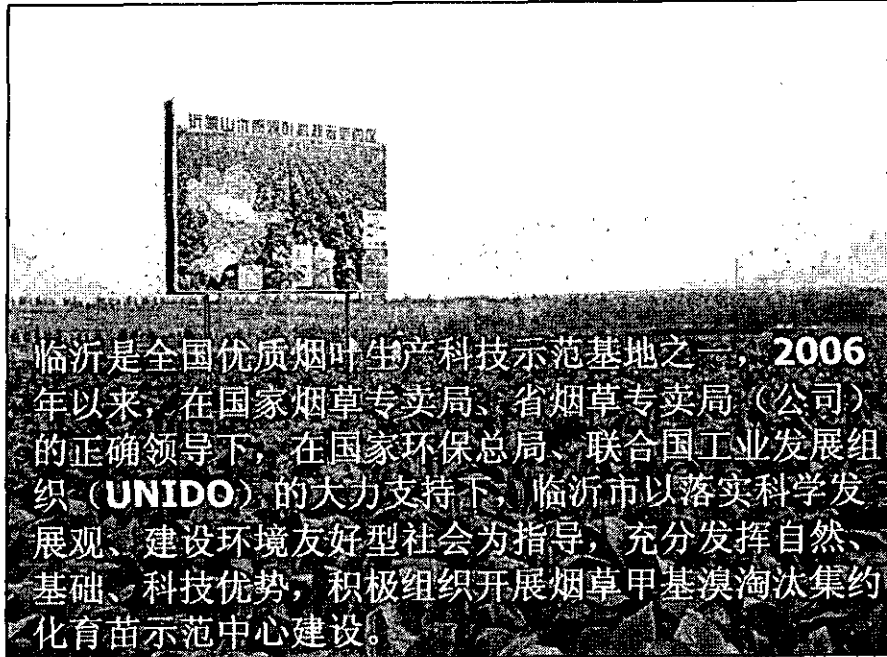 临沂是全国优质烟叶生产科技示范基地之一，2006
年以来，在国家烟草专卖局、省烟草专卖局（公司）
的正确领导下，在国家环保总局、联合国工业发展组
织（UNIDO）的大力支持下，临沂市以落实科学发
展观、建设环境友好型社会为指导，充分发挥自然、
基础、科技优势，积极组织开展烟草甲基溴淘汰集约
化育苗示范中心建设。